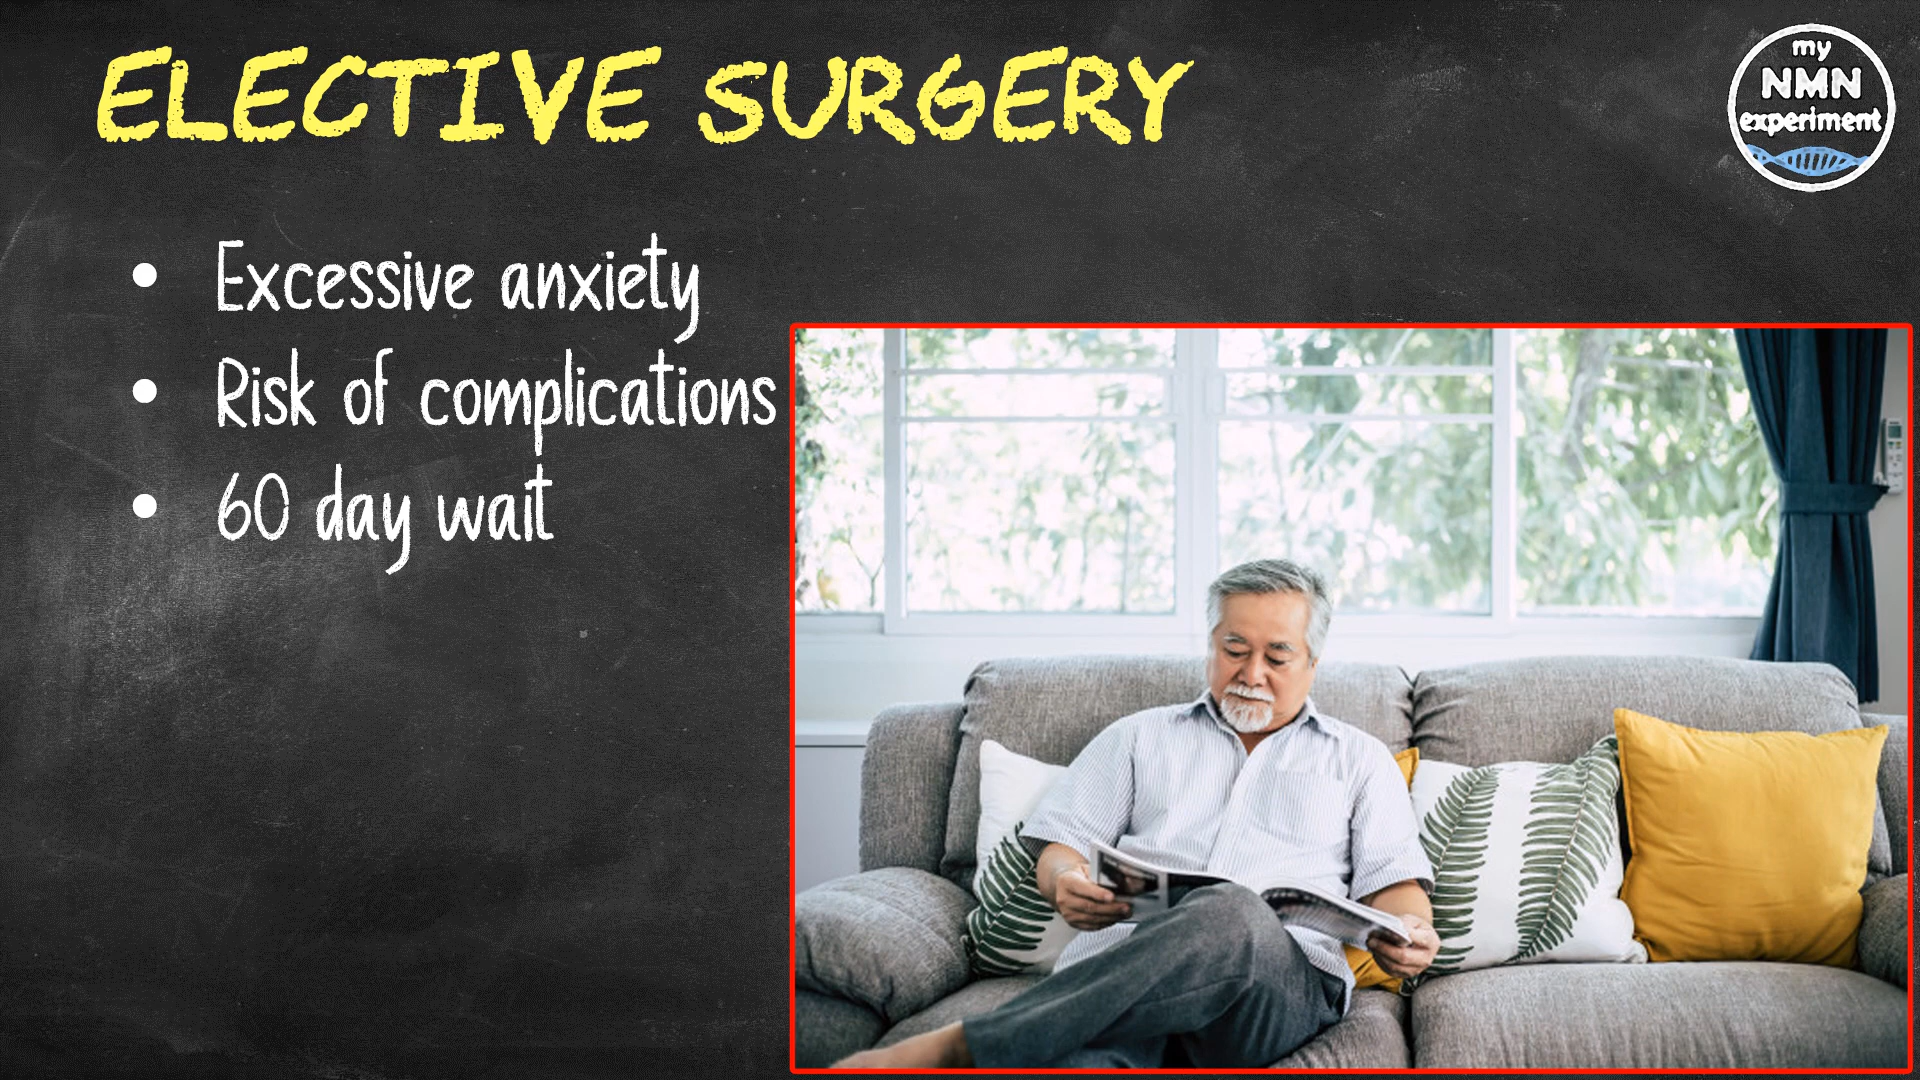 ELECTIVE SURGERY
my
NMN
experiment
• Excessive anxiety
• Risk of complications
• 60 day wait